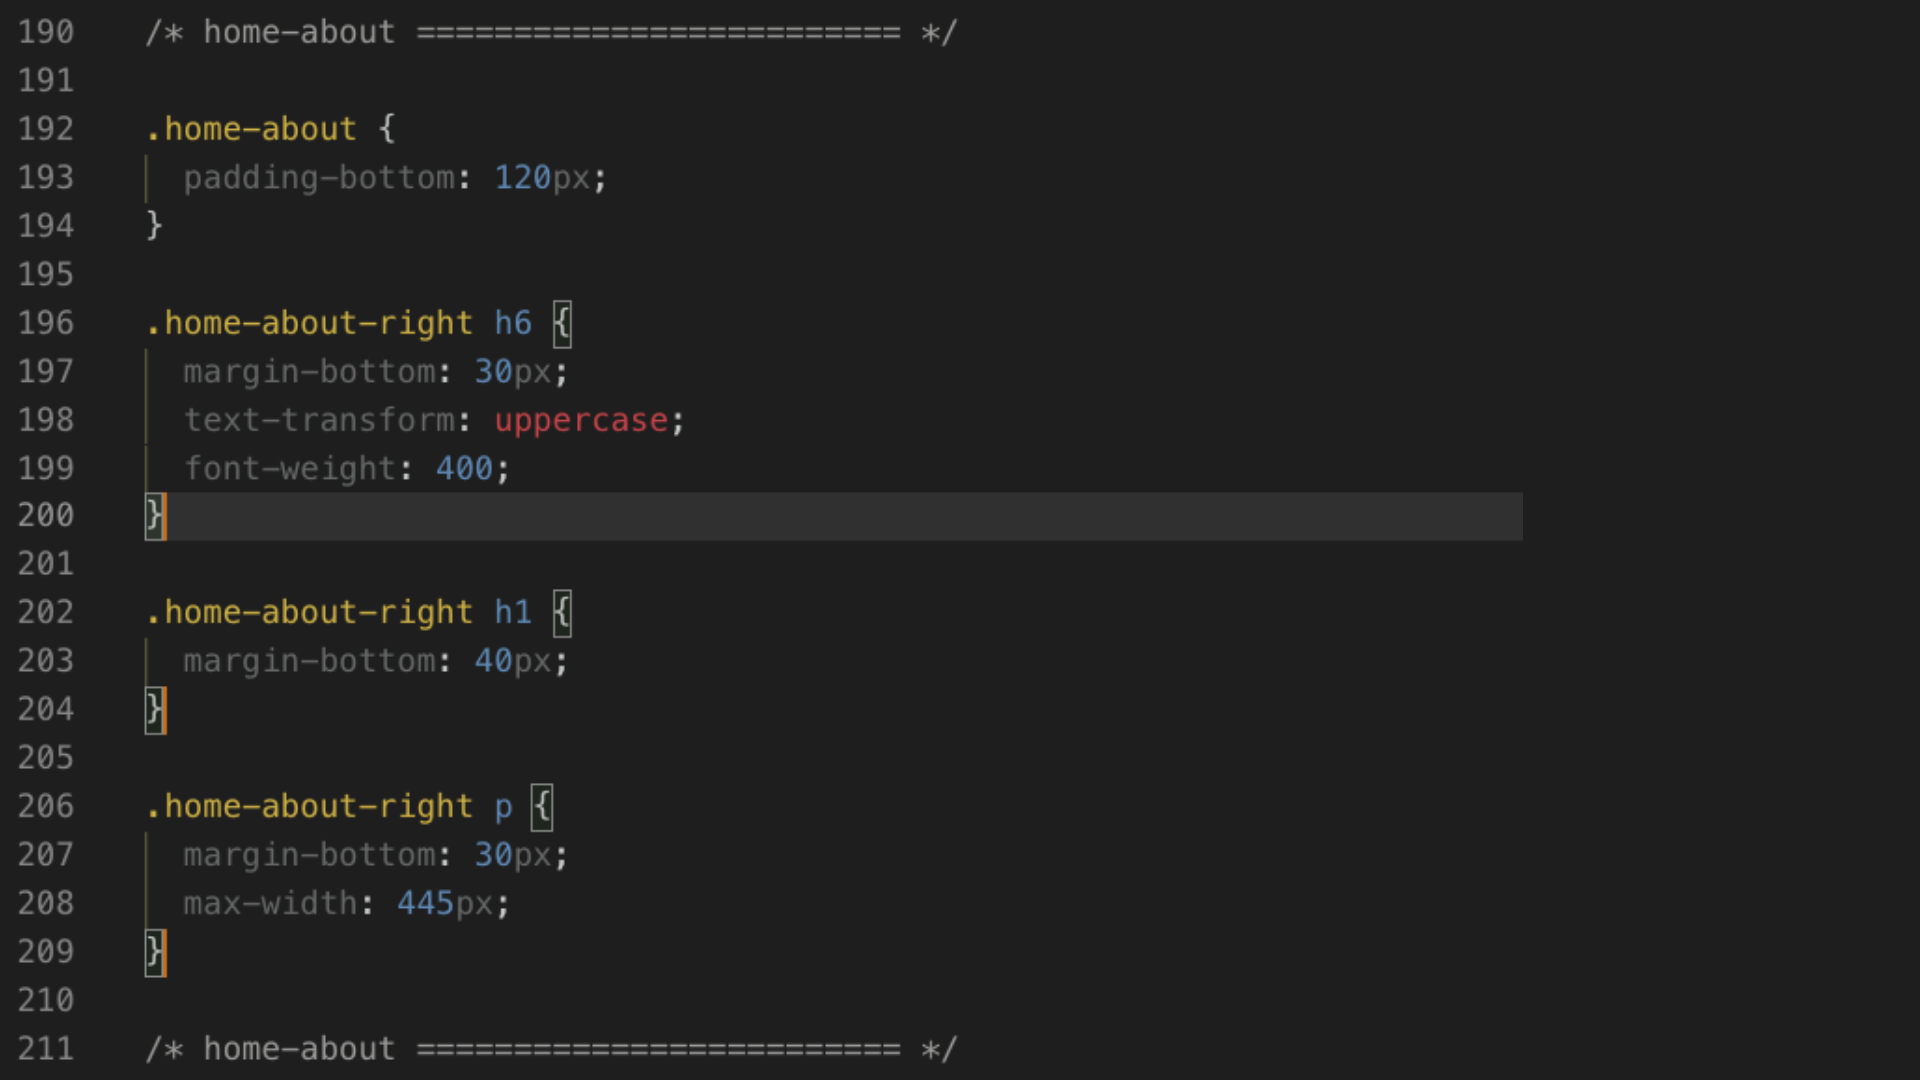 190 /* home-about ========================= */
191
192 .home-about {
193   padding-bottom: 120px;
194 }
195
196 .home-about-right h6 {
197   margin-bottom: 30px;
198   text-transform: uppercase;
199   font-weight: 400;
200 }
201
202 .home-about-right h1 {
203   margin-bottom: 40px;
204 }
205
206 .home-about-right p {
207   margin-bottom: 30px;
208   max-width: 445px;
209 }
210
211 /* home-about ========================= */